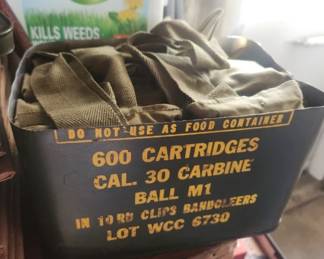 KILLS WEEDS
DO NOT USE AS FOOD CONTAINER
600 CARTRIDGES
CAL. 30 CARBINE
BALL M1
IN 10 RD CLIPS BANDOLEERS
LOT WCC 6730